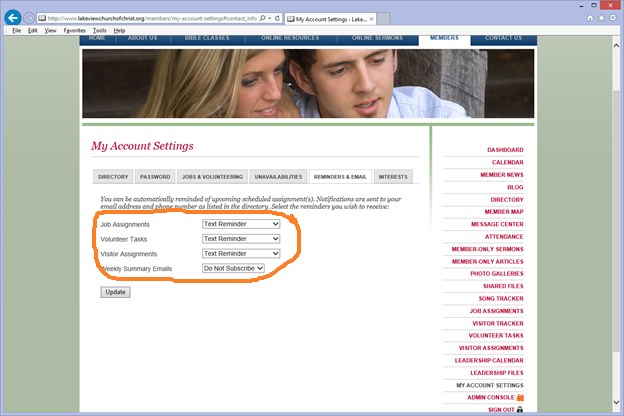 http://www.lakeviewchurchofchrist.org/members/my-account-settings#contact_info
My Account Settings - Lake...
File Edit View Favorites Tools Help
HOME ABOUT US BIBLE CLASSES ONLINE RESOURCES ONLINE SERMONS MEMBERS CONTACT US
My Account Settings
DIRECTORY PASSWORD JOBS & VOLUNTEERING UNAVAILABILITIES REMINDERS & EMAIL INTERESTS
You can be automatically reminded of upcoming scheduled assignment(s). Notifications are sent to your
email address and phone number as listed in the directory. Select the reminders you wish to receive:
Job Assignments Text Reminder
Volunteer Tasks Text Reminder
Visitor Assignments Text Reminder
Weekly Summary Emails Do Not Subscribe
Update
DASHBOARD
CALENDAR
MEMBER NEWS
BLOG
DIRECTORY
MEMBER MAP
MESSAGE CENTER
ATTENDANCE
MEMBER-ONLY SERMONS
MEMBER-ONLY ARTICLES
PHOTO GALLERIES
SHARED FILES
SONG TRACKER
JOB ASSIGNMENTS
VISITOR TRACKER
VOLUNTEER TASKS
VISITOR ASSIGNMENTS
LEADERSHIP CALENDAR
LEADERSHIP FILES
MY ACCOUNT SETTINGS
ADMIN CONSOLE
SIGN OUT